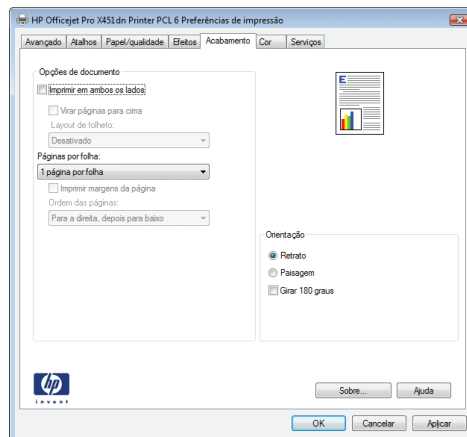 HP Officejet Pro X451dn Printer PCL 6 Preferências de impressão
Avançado Atalhos Papel/qualidade Efeitos Acabamento Cor Serviços
Opções de documento
Imprimir em ambos os lados
Virar páginas para cima
Layout de folheto:
Desativado
Páginas por folha:
1 página por folha
Imprimir margens da página
Ordem das páginas:
Para a direita, depois para baixo
E
Orientação
Retrato
Paisagem
Girar 180 graus
hp
invent
Sobre... Ajuda
OK Cancelar Aplicar